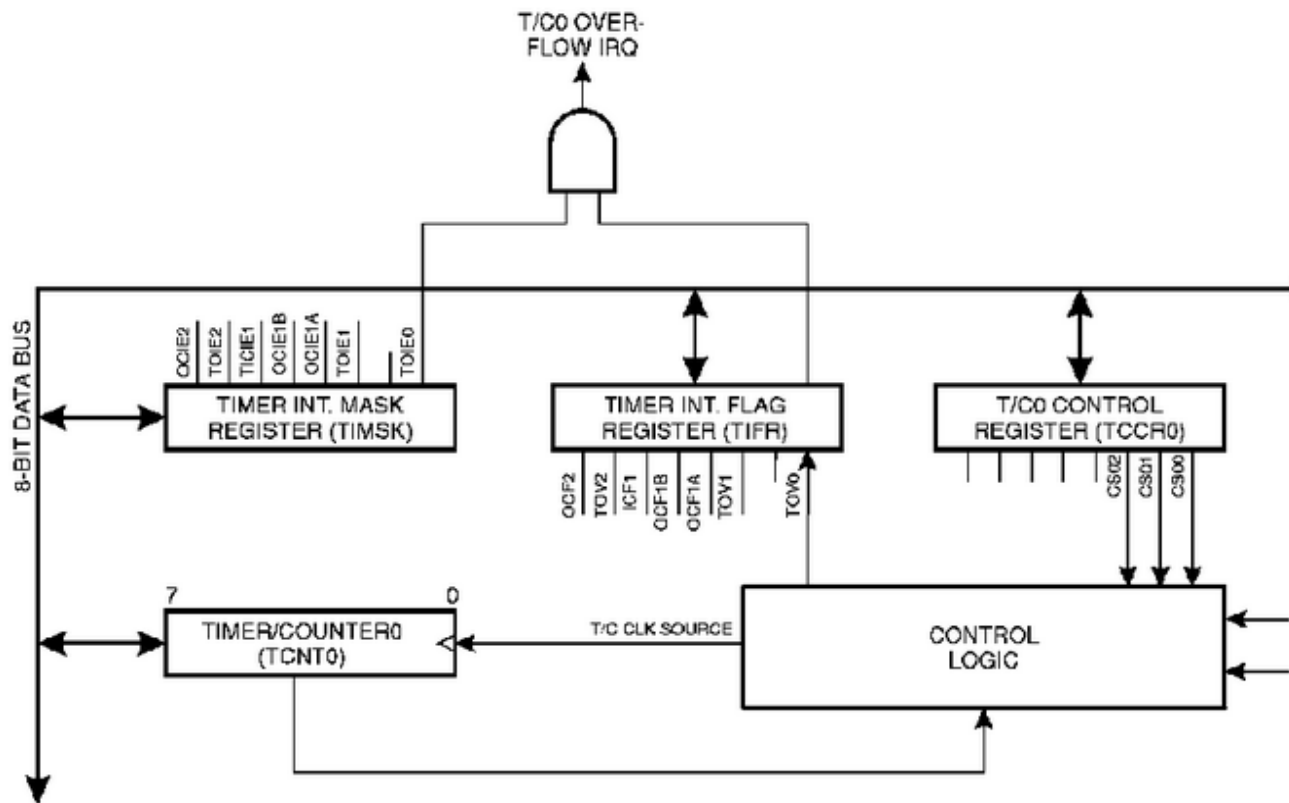 T/C0 OVER-
FLOW IRQ
8-BIT DATA BUS
OCIE2
TOIE2
TICIE1
OCIE1B
OCIE1A
TOIE1
TOIE0
TIMER INT. MASK
REGISTER (TIMSK)
TIMER INT. FLAG
REGISTER (TIFR)
T/C0 CONTROL
REGISTER (TCCR0)
OCF2
TOV2
ICF1
OCF1B
OCF1A
TOV1
TOV0
CS02
CS01
CS00
7
0
TIMER/COUNTER0
(TCNT0)
T/C CLK SOURCE
CONTROL
LOGIC